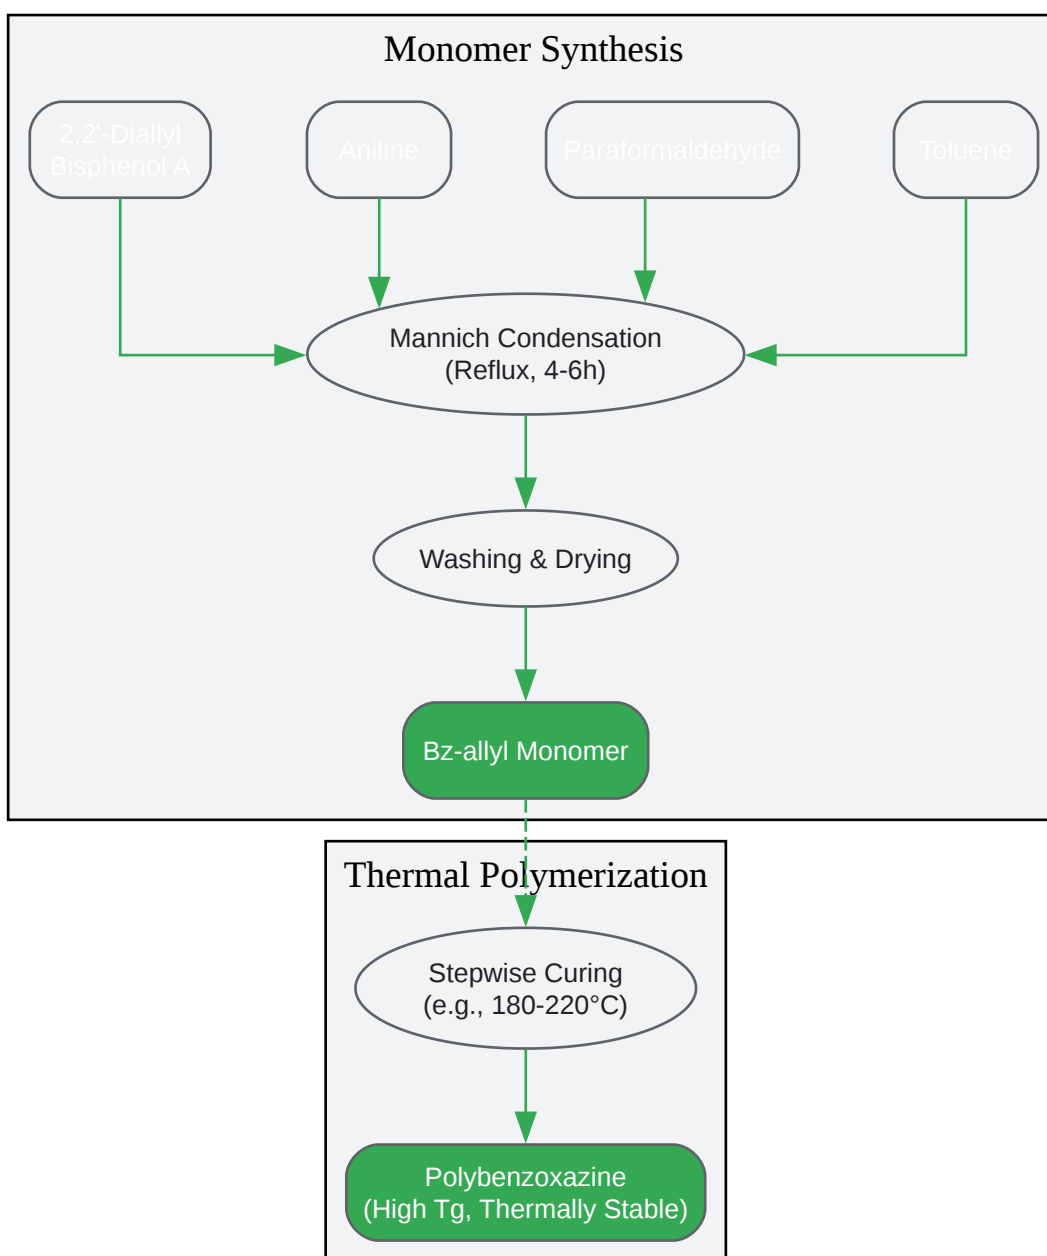 Monomer Synthesis
2,2'-Diallyl
Bisphenol A
Aniline
Paraformaldehyde
Toluene
Mannich Condensation
(Reflux, 4-6h)
Washing & Drying
Bz-allyl Monomer
Thermal Polymerization
Stepwise Curing
(e.g., 180-220°C)
Polybenzoxazine
(High Tg, Thermally Stable)